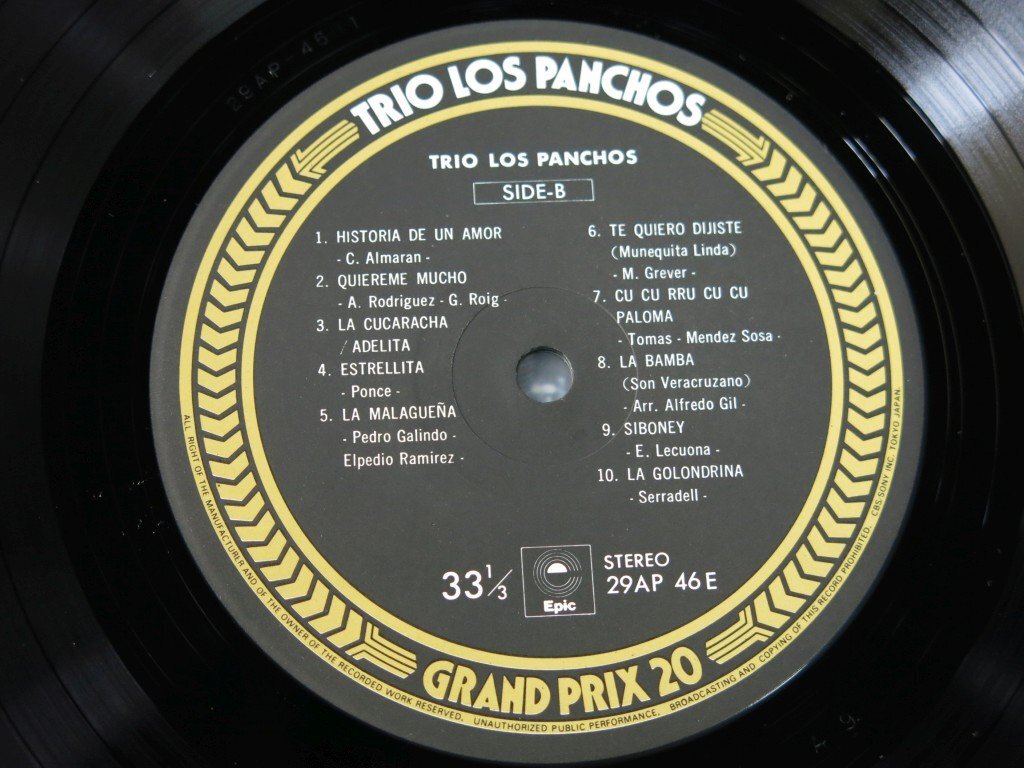 29AP-46
TRIO LOS PANCHOS
TRIO LOS PANCHOS
SIDE-B
1. HISTORIA DE UN AMOR
- C. Almaran -
2. QUIEREME MUCHO
- A. Rodriguez - G. Roig -
3. LA CUCARACHA
/ ADELITA
4. ESTRELLITA
- Ponce -
5. LA MALAGUEÑA
- Pedro Galindo -
Elpedio Ramirez -
6. TE QUIERO DIJISTE
(Munequita Linda)
- M. Grever -
7. CU CU RRU CU CU
PALOMA
- Tomas - Mendez Sosa -
8. LA BAMBA
(Son Veracruzano)
- Arr. Alfredo Gil -
9. SIBONEY
- E. Lecuona -
10. LA GOLONDRINA
- Serradell -
33 1/3
Epic
STEREO
29AP 46 E
GRAND PRIX 20
ALL RIGHT OF THE MANUFACTURER AND OF THE OWNER OF THE RECORDED WORK RESERVED. UNAUTHORIZED PUBLIC PERFORMANCE, BROADCASTING AND COPYING OF THIS RECORD PROHIBITED. CBS/SONY INC. TOKYO JAPAN.